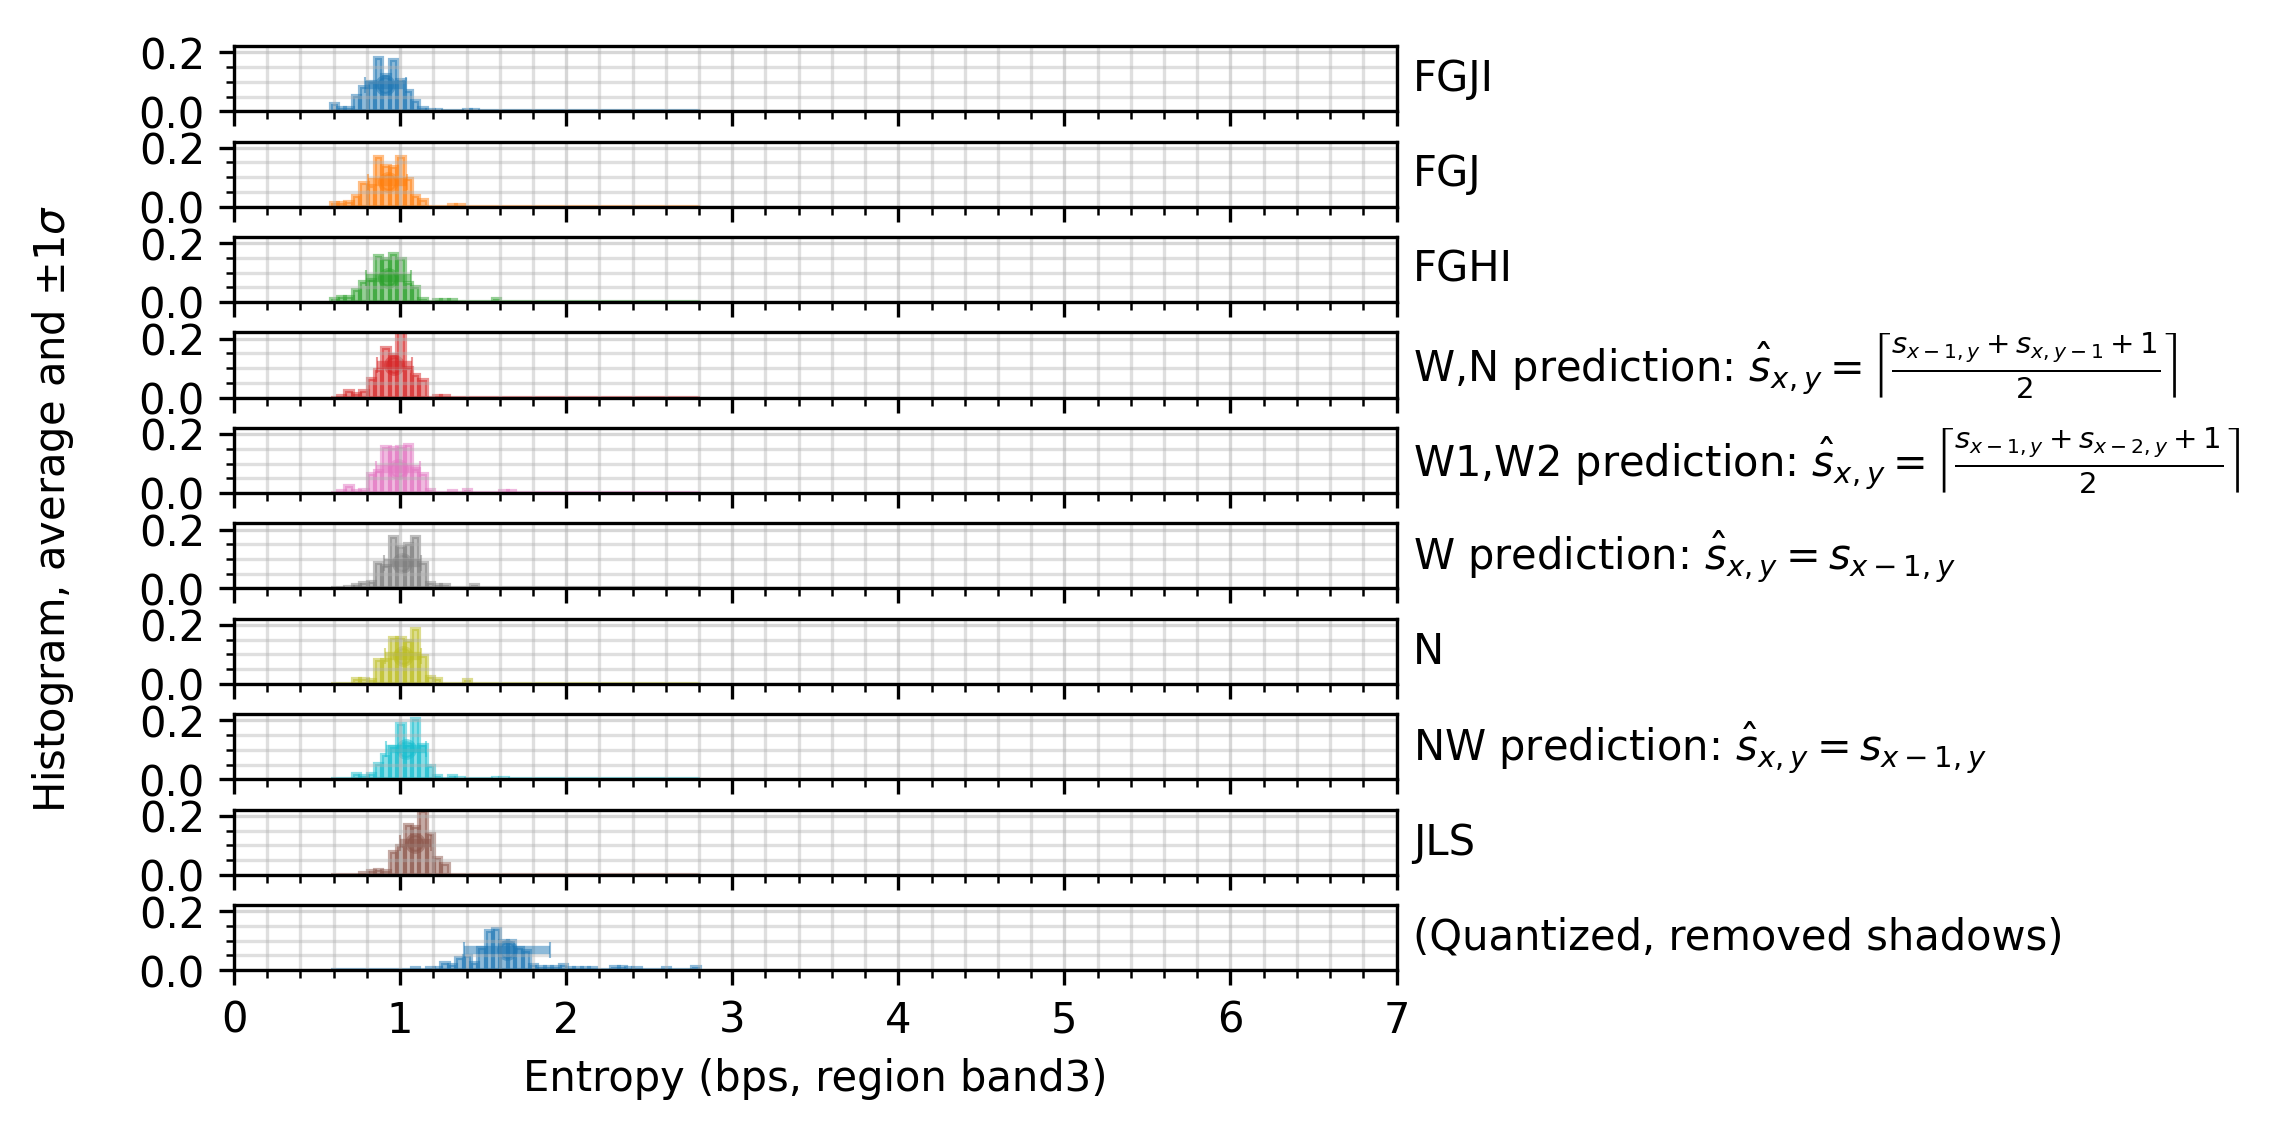 Histogram, average and ±1σ
0.2
0.0
FGJI
0.2
0.0
FGJ
0.2
0.0
FGHI
0.2
0.0
W,N prediction: ŝ_{x,y} = ⌈(s_{x−1,y} + s_{x,y−1} + 1)/2⌉
0.2
0.0
W1,W2 prediction: ŝ_{x,y} = ⌈(s_{x−1,y} + s_{x−2,y} + 1)/2⌉
0.2
0.0
W prediction: ŝ_{x,y} = s_{x−1,y}
0.2
0.0
N
0.2
0.0
NW prediction: ŝ_{x,y} = s_{x−1,y}
0.2
0.0
JLS
0.2
0.0
(Quantized, removed shadows)
0 1 2 3 4 5 6 7
Entropy (bps, region band3)